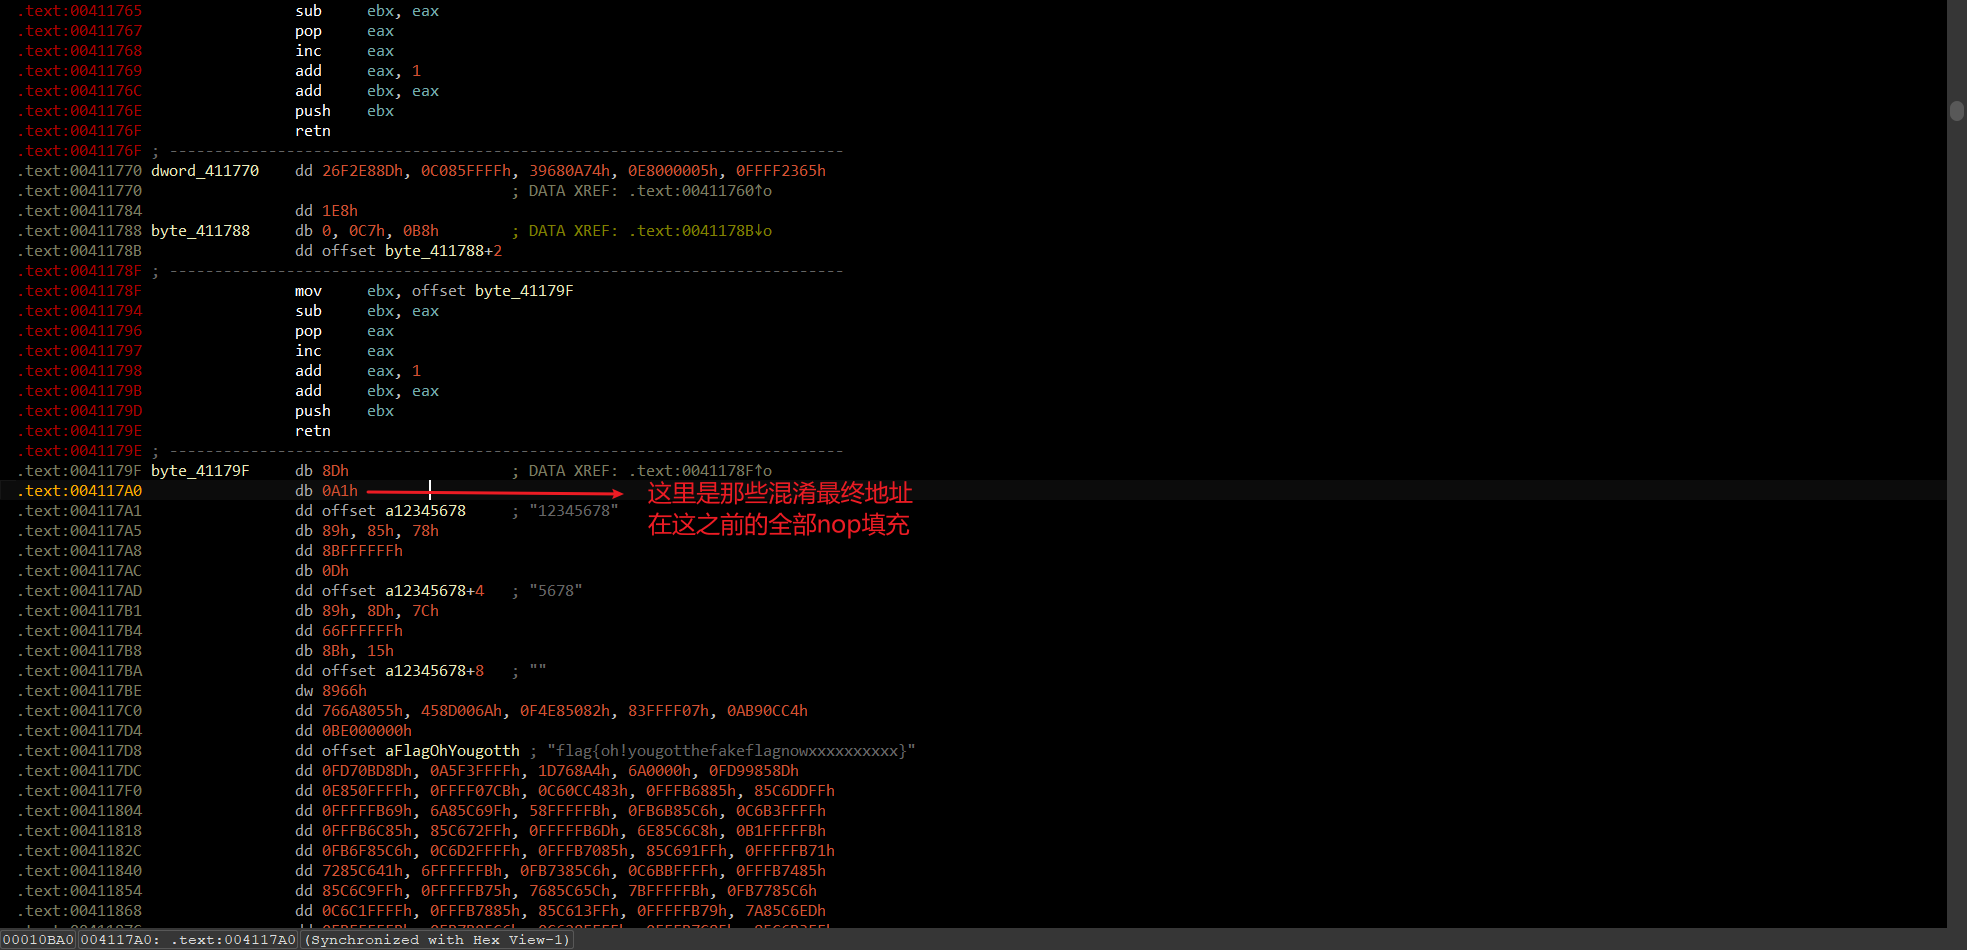 .text:00411765                 sub     ebx, eax
.text:00411767                 pop     eax
.text:00411768                 inc     eax
.text:00411769                 add     eax, 1
.text:0041176C                 add     ebx, eax
.text:0041176E                 push    ebx
.text:0041176F                 retn
.text:0041176F ; ---------------------------------------------------------------------------
.text:00411770 dword_411770    dd 26F2E88Dh, 0C085FFFFh, 39680A74h, 0E8000005h, 0FFFF2365h
.text:00411770                                         ; DATA XREF: .text:00411760↑o
.text:00411784                 dd 1E8h
.text:00411788 byte_411788     db 0, 0C7h, 0B8h        ; DATA XREF: .text:0041178B↓o
.text:0041178B                 dd offset byte_411788+2
.text:0041178F ; ---------------------------------------------------------------------------
.text:0041178F                 mov     ebx, offset byte_41179F
.text:00411794                 sub     ebx, eax
.text:00411796                 pop     eax
.text:00411797                 inc     eax
.text:00411798                 add     eax, 1
.text:0041179B                 add     ebx, eax
.text:0041179D                 push    ebx
.text:0041179E                 retn
.text:0041179E ; ---------------------------------------------------------------------------
.text:0041179F byte_41179F     db 8Dh                  ; DATA XREF: .text:0041178F↑o
.text:004117A0                 db 0A1h 这里是那些混淆最终地址
.text:004117A1                 dd offset a12345678     ; "12345678"
在这之前的全部nop填充
.text:004117A5                 db 89h, 85h, 78h
.text:004117A8                 dd 8BFFFFFFh
.text:004117AC                 db 0Dh
.text:004117AD                 dd offset a12345678+4   ; "5678"
.text:004117B1                 db 89h, 8Dh, 7Ch
.text:004117B4                 dd 66FFFFFFh
.text:004117B8                 db 8Bh, 15h
.text:004117BA                 dd offset a12345678+8   ; ""
.text:004117BE                 dw 8966h
.text:004117C0                 dd 766A8055h, 458D006Ah, 0F4E85082h, 83FFFF07h, 0AB90CC4h
.text:004117D4                 dd 0BE000000h
.text:004117D8                 dd offset aFlagOhYougotth ; "flag{oh!yougotthefakeflagnowxxxxxxxxxx}"
.text:004117DC                 dd 0FD70BD8Dh, 0A5F3FFFFh, 1D768A4h, 6A0000h, 0FD99858Dh
.text:004117F0                 dd 0E850FFFFh, 0FFFF07CBh, 0C60CC483h, 0FFFB6885h, 85C6DDFFh
.text:00411804                 dd 0FFFFFB69h, 6A85C69Fh, 58FFFFFBh, 0FB6B85C6h, 0C6B3FFFFh
.text:00411818                 dd 0FFFB6C85h, 85C672FFh, 0FFFFFB6Dh, 6E85C6C8h, 0B1FFFFFBh
.text:0041182C                 dd 0FB6F85C6h, 0C6D2FFFFh, 0FFFB7085h, 85C691FFh, 0FFFFFB71h
.text:00411840                 dd 7285C641h, 6FFFFFFBh, 0FB7385C6h, 0C6BBFFFFh, 0FFFB7485h
.text:00411854                 dd 85C6C9FFh, 0FFFFFB75h, 7685C65Ch, 7BFFFFFBh, 0FB7785C6h
.text:00411868                 dd 0C6C1FFFFh, 0FFFB7885h, 85C613FFh, 0FFFFFB79h, 7A85C6EDh
00010BA0 004117A0: .text:004117A0 (Synchronized with Hex View-1)